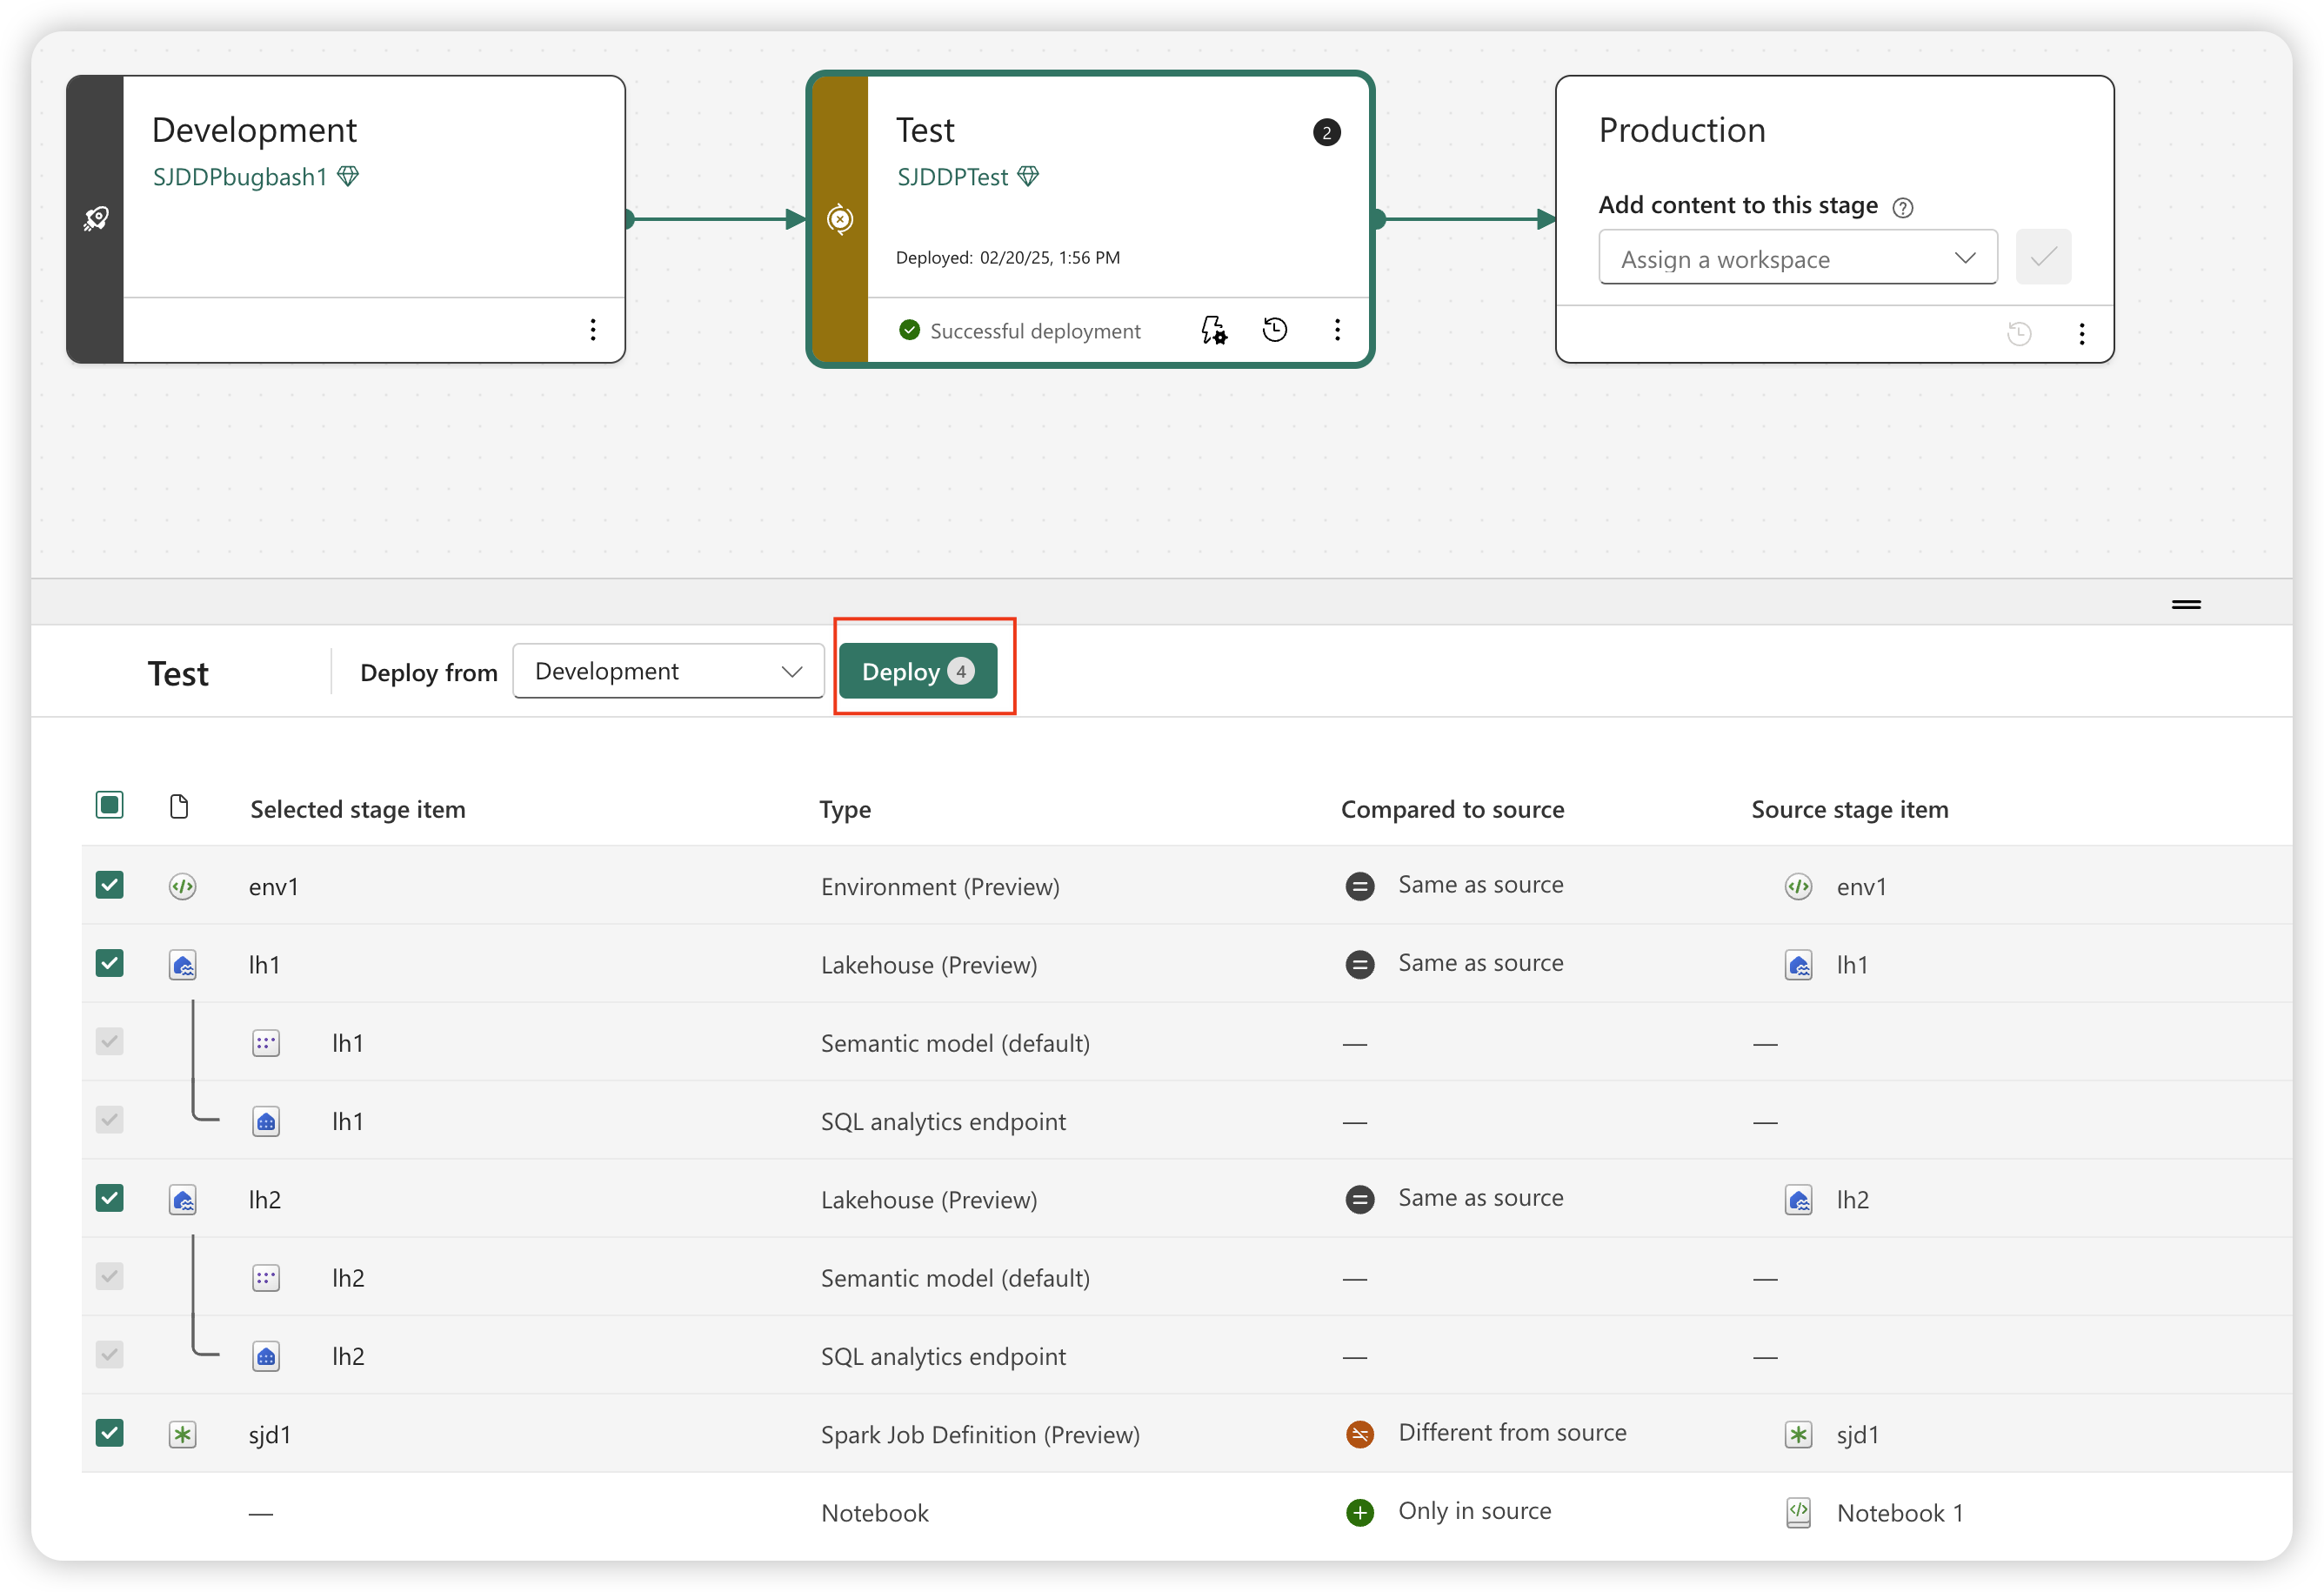 Development
SJDDPbugbash1
Test
2
SJDDPTest
Deployed: 02/20/25, 1:56 PM
Successful deployment
Production
Add content to this stage
Assign a workspace
Test
Deploy from
Development
Deploy 4
Selected stage item Type Compared to source Source stage item
env1 Environment (Preview) Same as source env1
lh1 Lakehouse (Preview) Same as source lh1
lh1 Semantic model (default) — —
lh1 SQL analytics endpoint — —
lh2 Lakehouse (Preview) Same as source lh2
lh2 Semantic model (default) — —
lh2 SQL analytics endpoint — —
sjd1 Spark Job Definition (Preview) Different from source sjd1
— Notebook Only in source Notebook 1